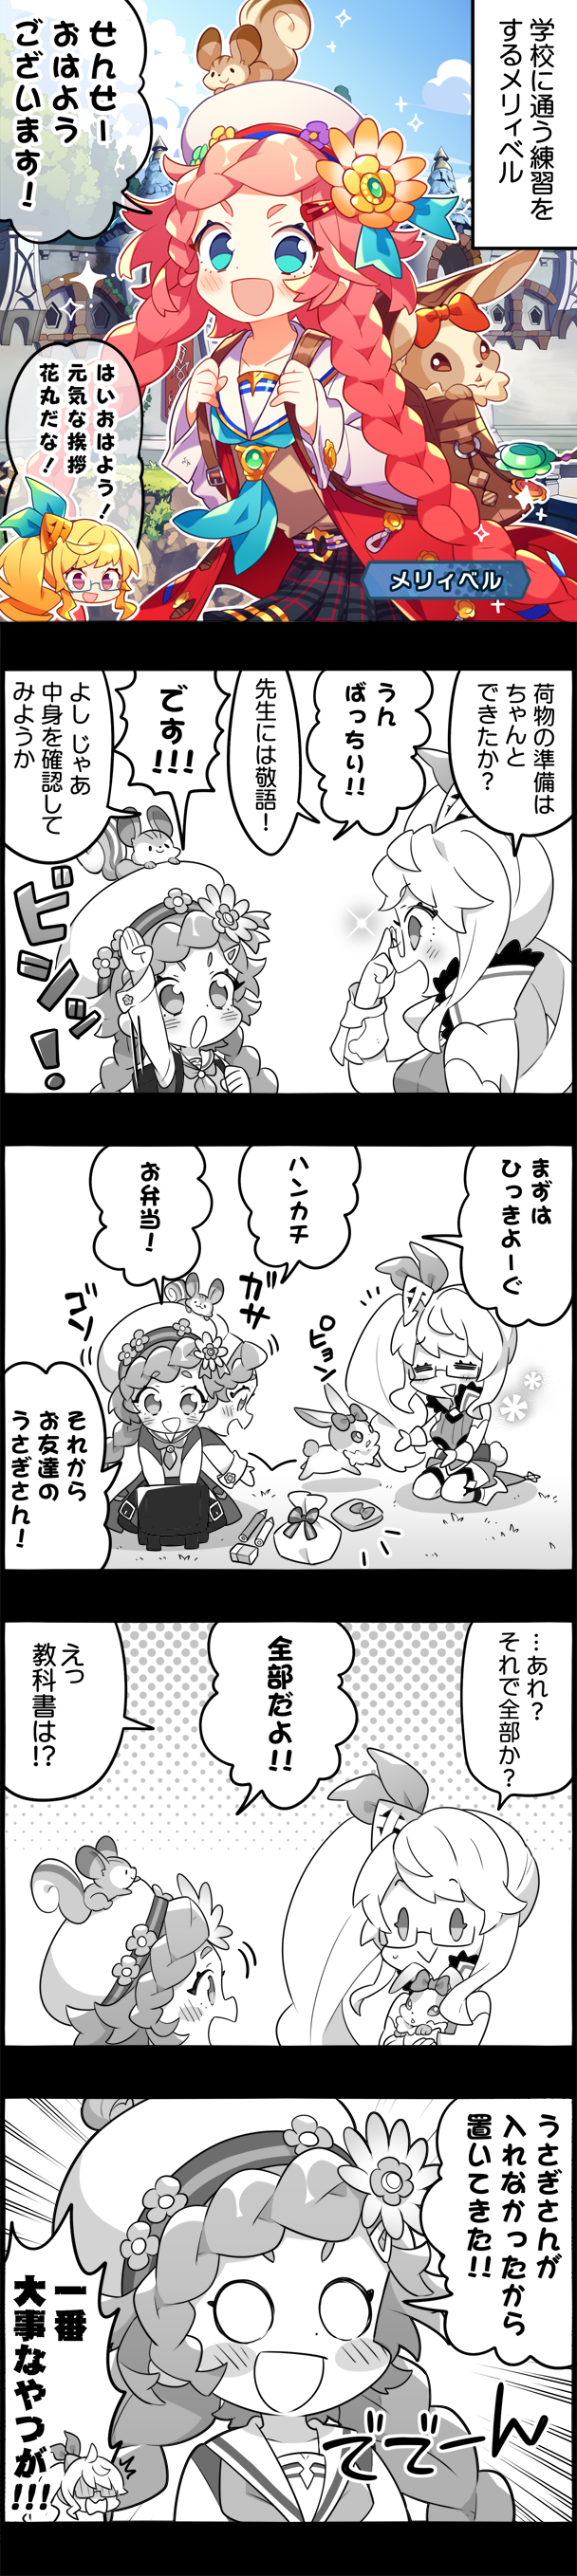 学校に通う練習を
するメリィベル
せんせー
おはよう
ございます!
はいおはよう!
元気な挨拶
花丸だな!
メリィベル
荷物の準備は
ちゃんと
できたか?
うん
ばっちり!!
先生には敬語!
です!!!
よし じゃあ
中身を確認して
みようか
ビシッ!
まずは
ひっきよーぐ
ハンカチ
お弁当!
ピョン
ガサ
ゴソ
それから
お友達の
うさぎさん!
…あれ?
それで全部か?
全部だよ!!
えっ
教科書は!?
うさぎさんが
入れなかったから
置いてきた!!
ででーん
一番
大事なやつが!!!